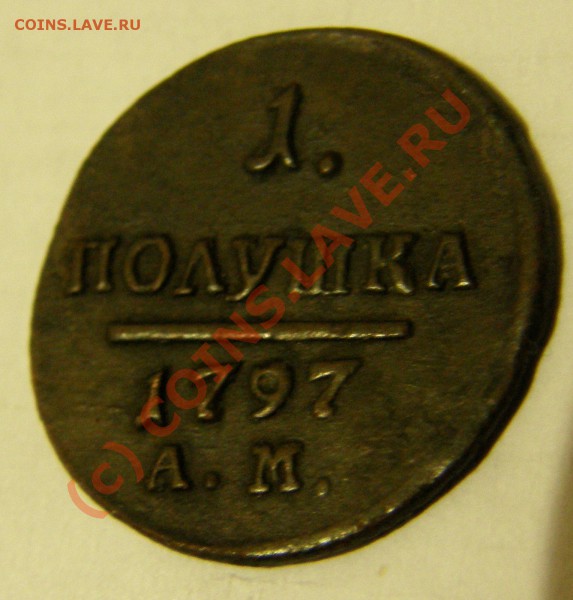 COINS.LAVE.RU
1.
ПОЛУШКА
1797
А. М.
(c) COINS.LAVE.RU